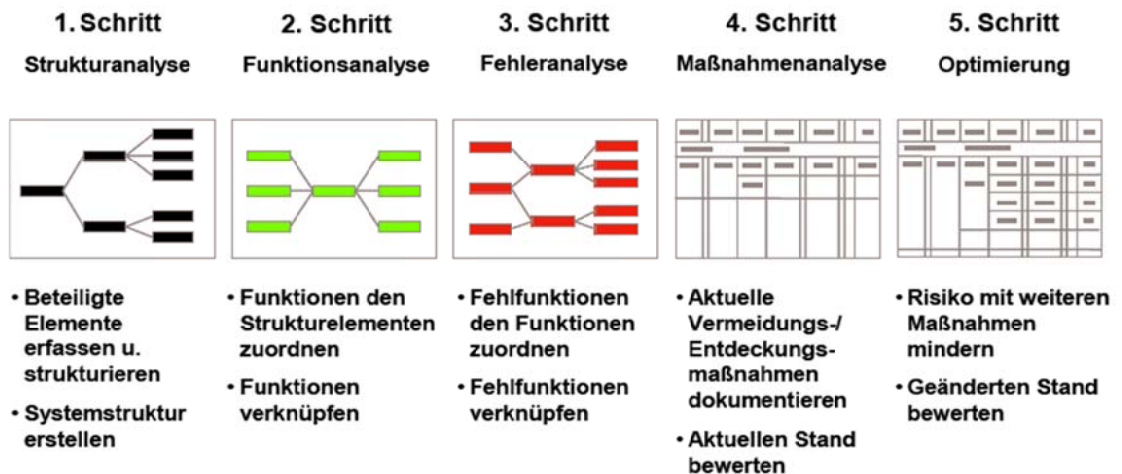 1. Schritt
Strukturanalyse
• Beteiligte
Elemente
erfassen u.
strukturieren
• Systemstruktur
erstellen
2. Schritt
Funktionsanalyse
• Funktionen den
Strukturelementen
zuordnen
• Funktionen
verknüpfen
3. Schritt
Fehleranalyse
• Fehlfunktionen
den Funktionen
zuordnen
• Fehlfunktionen
verknüpfen
4. Schritt
Maßnahmenanalyse
• Aktuelle
Vermeidungs-/
Entdeckungs-
maßnahmen
dokumentieren
• Aktuellen Stand
bewerten
5. Schritt
Optimierung
• Risiko mit weiteren
Maßnahmen
mindern
• Geänderten Stand
bewerten